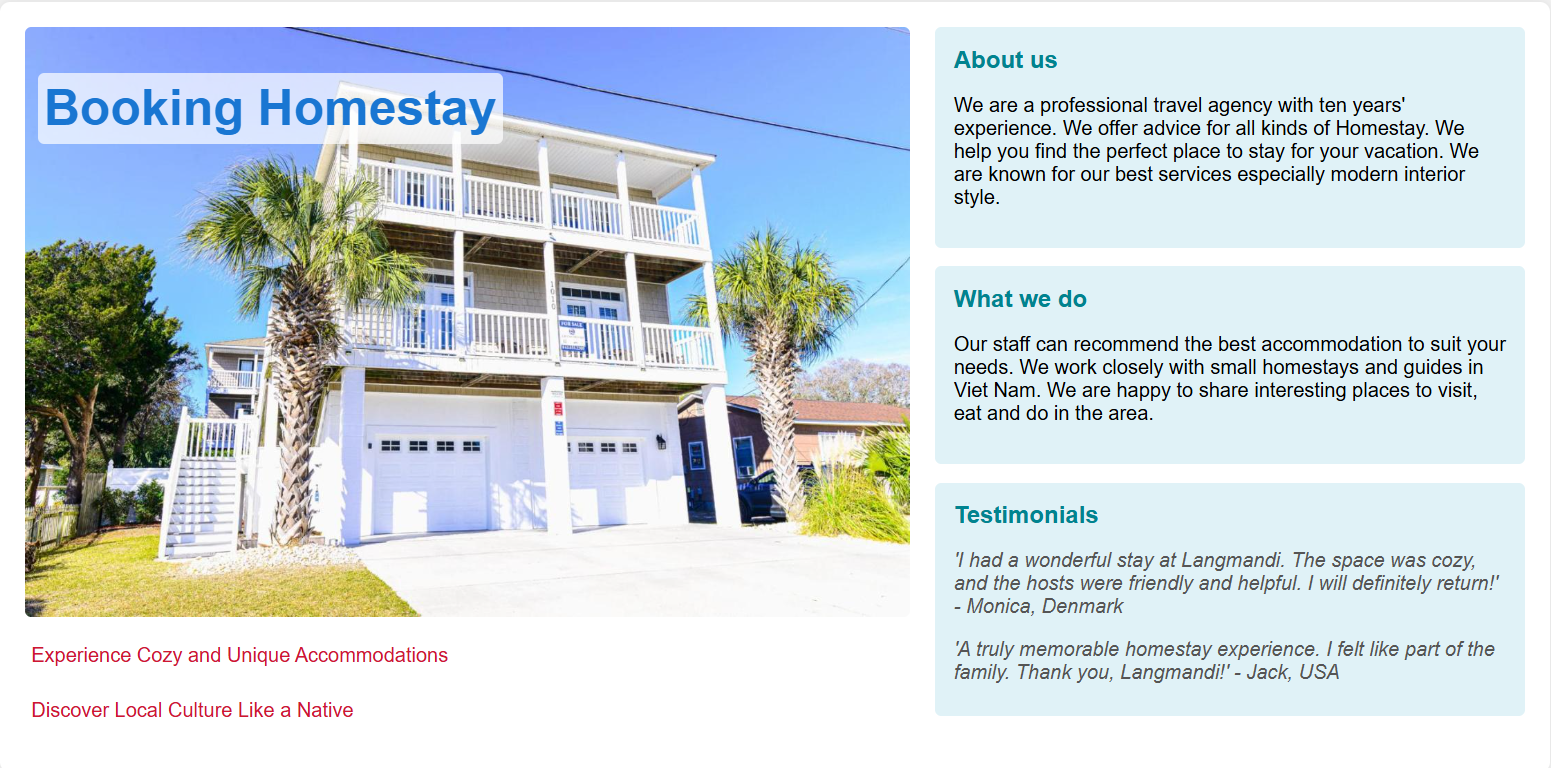 Booking Homestay
1010
FOR SALE
Experience Cozy and Unique Accommodations
Discover Local Culture Like a Native
About us
We are a professional travel agency with ten years'
experience. We offer advice for all kinds of Homestay. We
help you find the perfect place to stay for your vacation. We
are known for our best services especially modern interior
style.
What we do
Our staff can recommend the best accommodation to suit your
needs. We work closely with small homestays and guides in
Viet Nam. We are happy to share interesting places to visit,
eat and do in the area.
Testimonials
'I had a wonderful stay at Langmandi. The space was cozy,
and the hosts were friendly and helpful. I will definitely return!'
- Monica, Denmark
'A truly memorable homestay experience. I felt like part of the
family. Thank you, Langmandi!' - Jack, USA